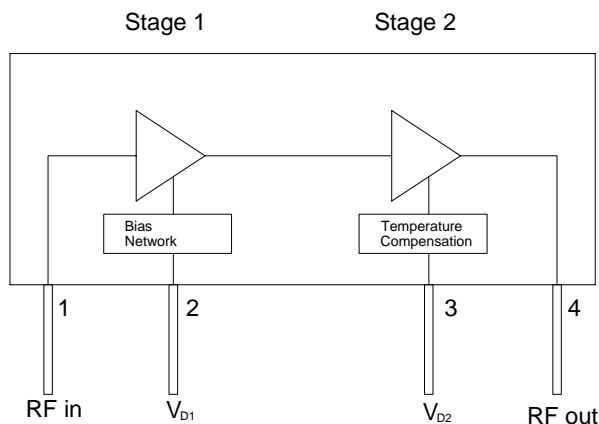 Stage 1
Stage 2
Bias
Network
Temperature
Compensation
1
2
3
4
RF in
VD1
VD2
RF out